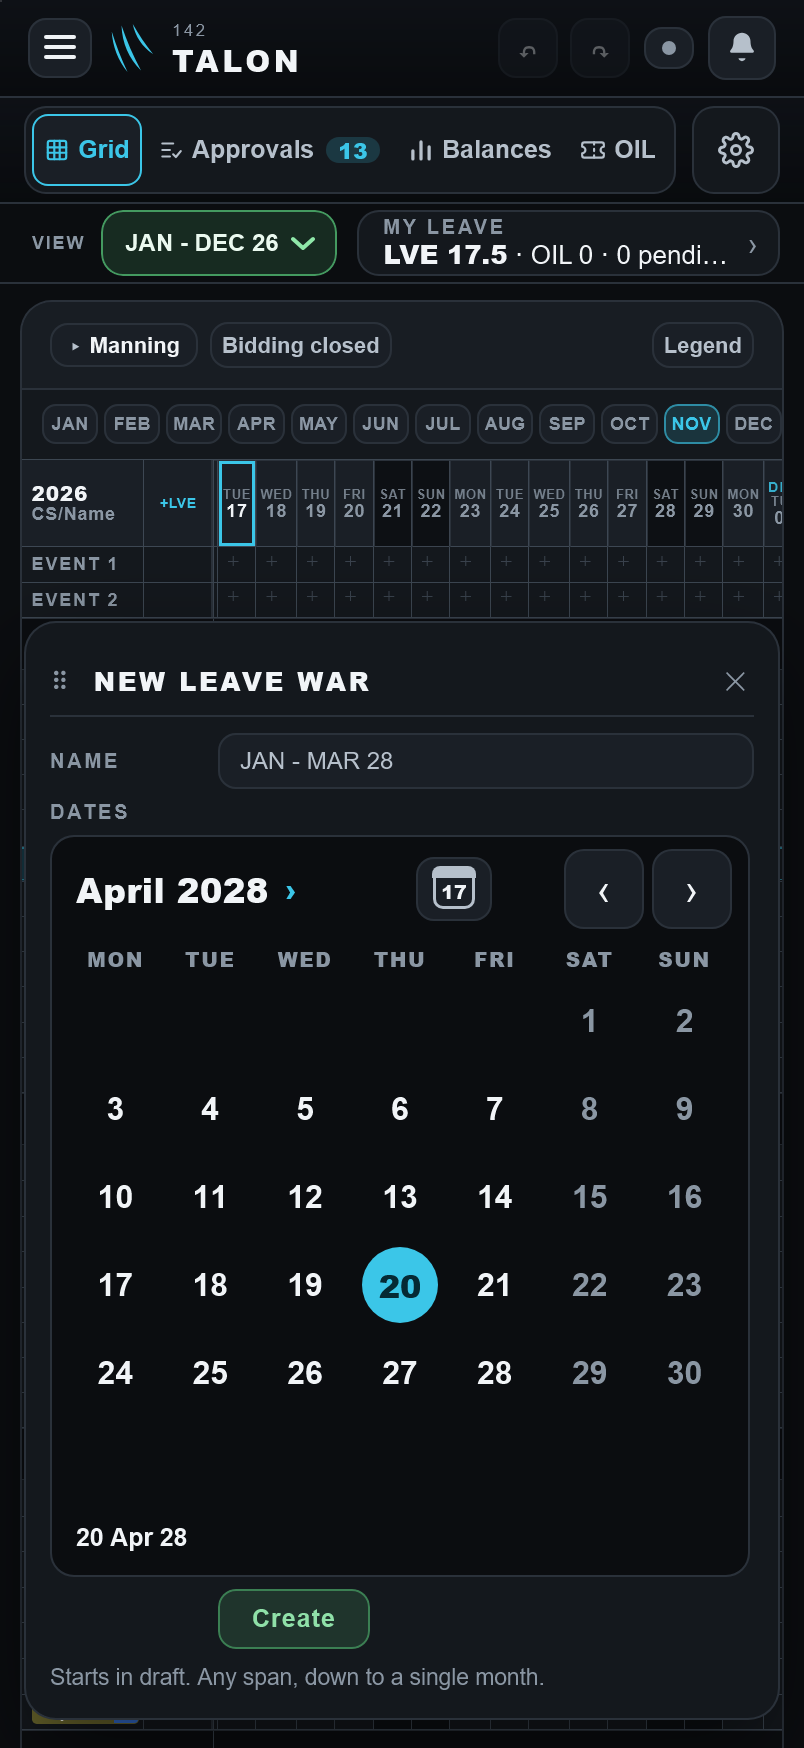 142
TALON
Grid
Approvals 13
Balances
OIL
VIEW
JAN - DEC 26
MY LEAVE
LVE 17.5 · OIL 0 · 0 pendi…
Manning
Bidding closed
Legend
JAN FEB MAR APR MAY JUN JUL AUG SEP OCT NOV DEC
2026
CS/Name
+LVE
TUE WED THU FRI SAT SUN MON TUE WED THU FRI SAT SUN MON
17 18 19 20 21 22 23 24 25 26 27 28 29 30
EVENT 1
EVENT 2
NEW LEAVE WAR
NAME
JAN - MAR 28
DATES
April 2028 ›
17
MON TUE WED THU FRI SAT SUN
1 2
3 4 5 6 7 8 9
10 11 12 13 14 15 16
17 18 19 20 21 22 23
24 25 26 27 28 29 30
20 Apr 28
Create
Starts in draft. Any span, down to a single month.